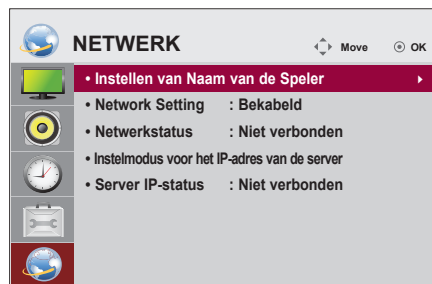 NETWERK Move OK
• Instellen van Naam van de Speler
• Network Setting : Bekabeld
• Netwerkstatus : Niet verbonden
• Instelmodus voor het IP-adres van de server
• Server IP-status : Niet verbonden